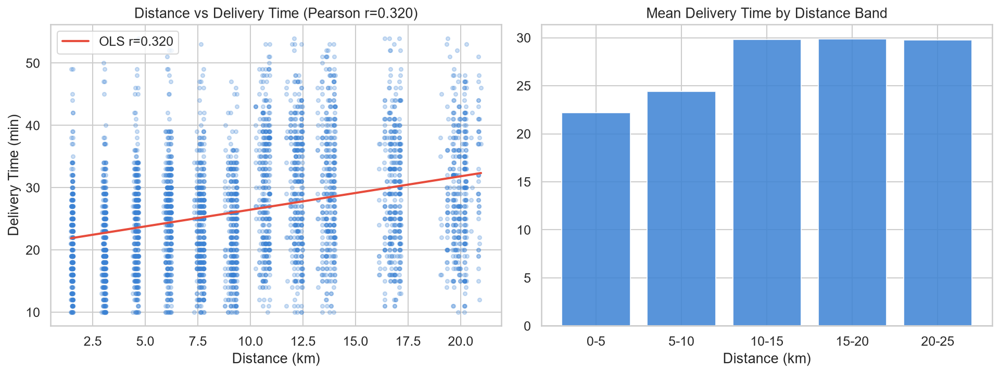 Distance vs Delivery Time (Pearson r=0.320)
OLS r=0.320
Delivery Time (min)
50
40
30
20
10
2.5 5.0 7.5 10.0 12.5 15.0 17.5 20.0
Distance (km)
Mean Delivery Time by Distance Band
30
25
20
15
10
5
0
0-5 5-10 10-15 15-20 20-25
Distance (km)